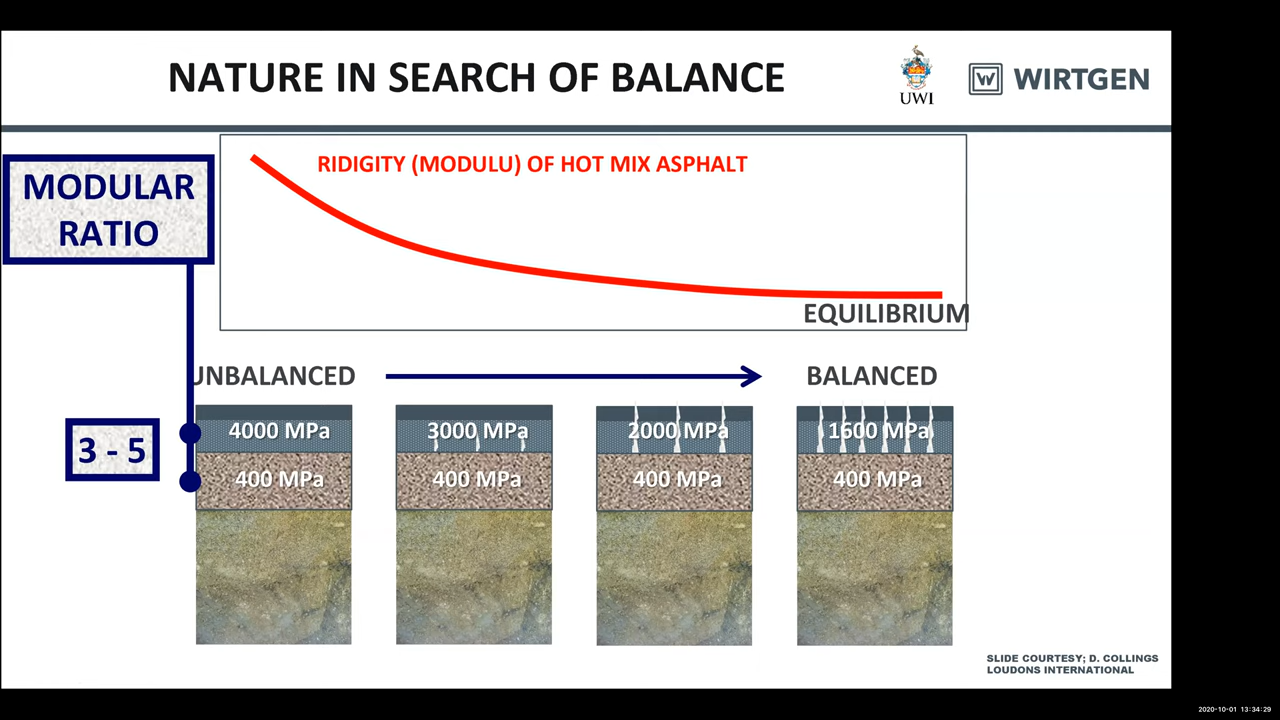 NATURE IN SEARCH OF BALANCE
UWI
WIRTGEN
MODULAR
RATIO
RIDIGITY (MODULU) OF HOT MIX ASPHALT
EQUILIBRIUM
UNBALANCED
BALANCED
3 - 5
4000 MPa
3000 MPa
2000 MPa
1600 MPa
400 MPa
400 MPa
400 MPa
400 MPa
SLIDE COURTESY; D. COLLINGS
LOUDONS INTERNATIONAL
2020-10-01 13:34:29